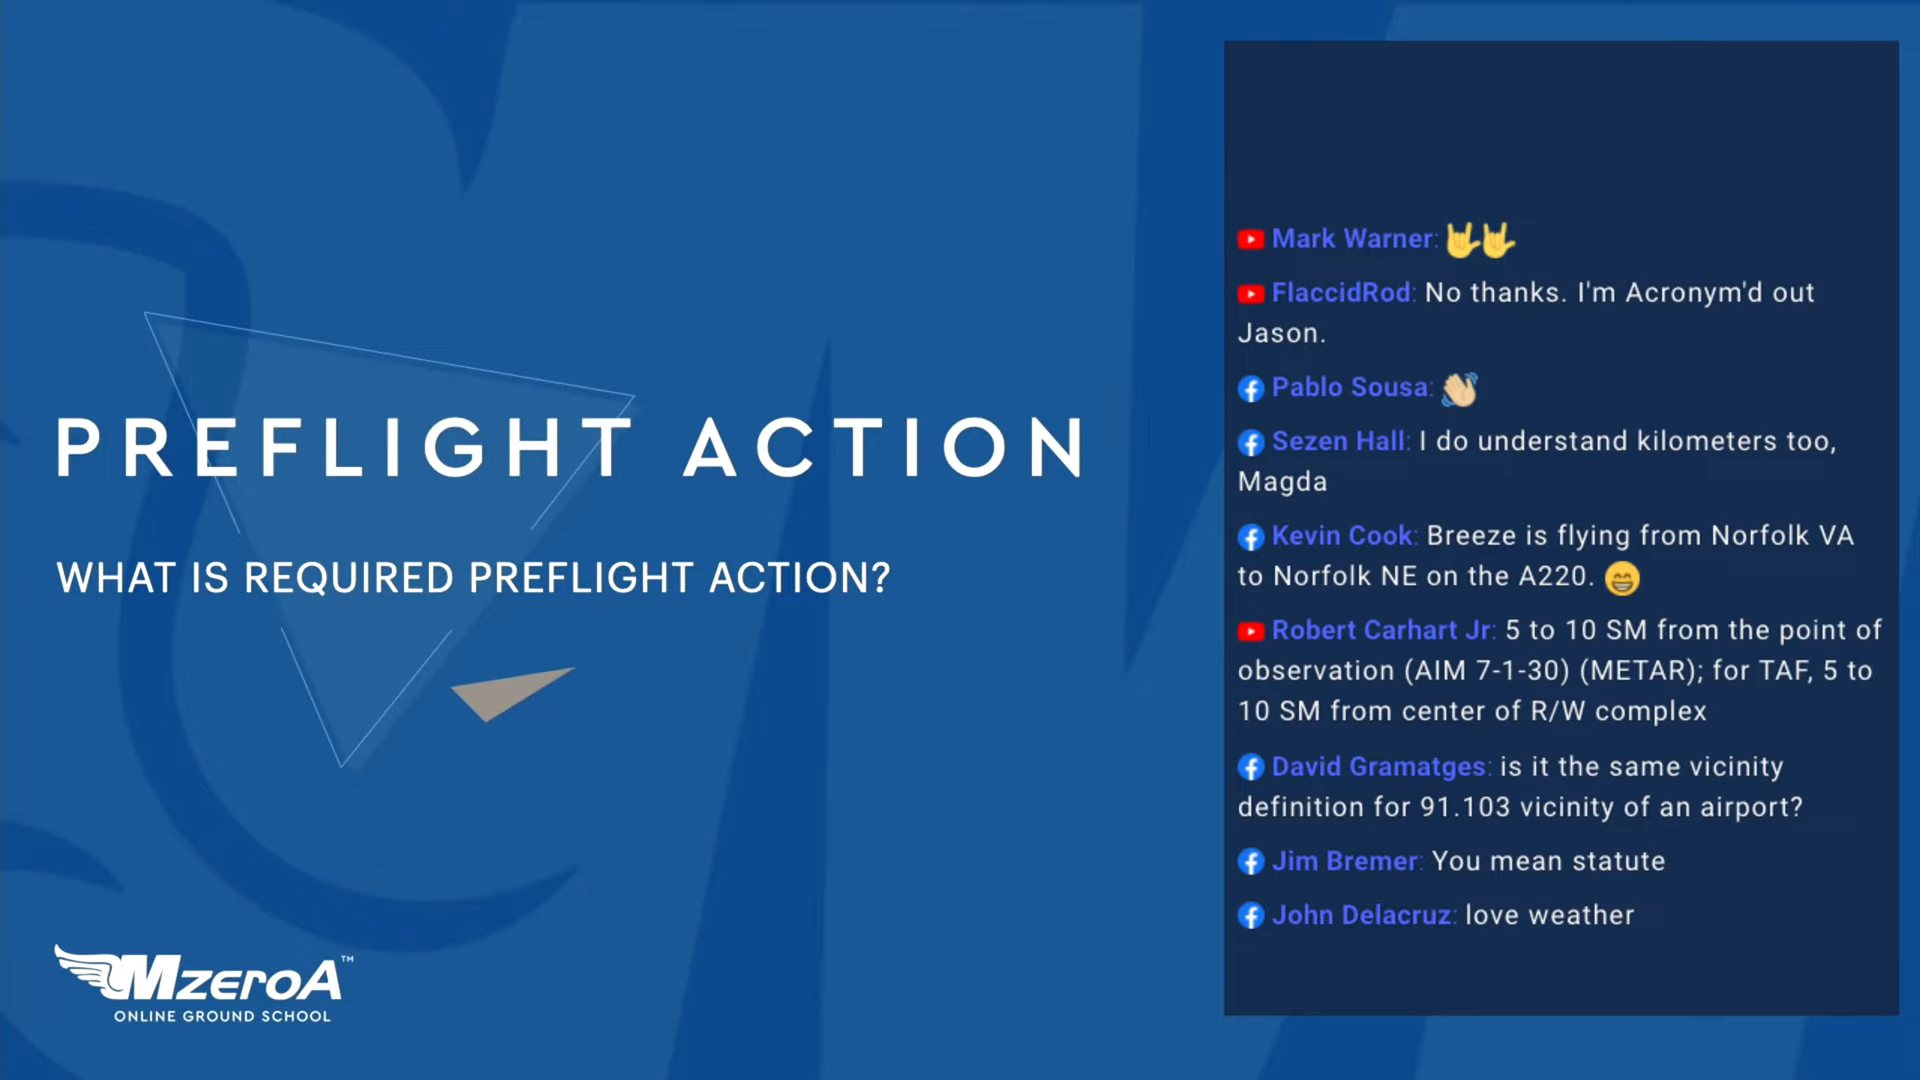 PREFLIGHT ACTION
WHAT IS REQUIRED PREFLIGHT ACTION?
MzeroA™
ONLINE GROUND SCHOOL
Mark Warner: 🤟🤟
FlaccidRod: No thanks. I'm Acronym'd out
Jason.
Pablo Sousa: 👋🏼
Sezen Hall: I do understand kilometers too,
Magda
Kevin Cook: Breeze is flying from Norfolk VA
to Norfolk NE on the A220. 😁
Robert Carhart Jr: 5 to 10 SM from the point of
observation (AIM 7-1-30) (METAR); for TAF, 5 to
10 SM from center of R/W complex
David Gramatges: is it the same vicinity
definition for 91.103 vicinity of an airport?
Jim Bremer: You mean statute
John Delacruz: love weather